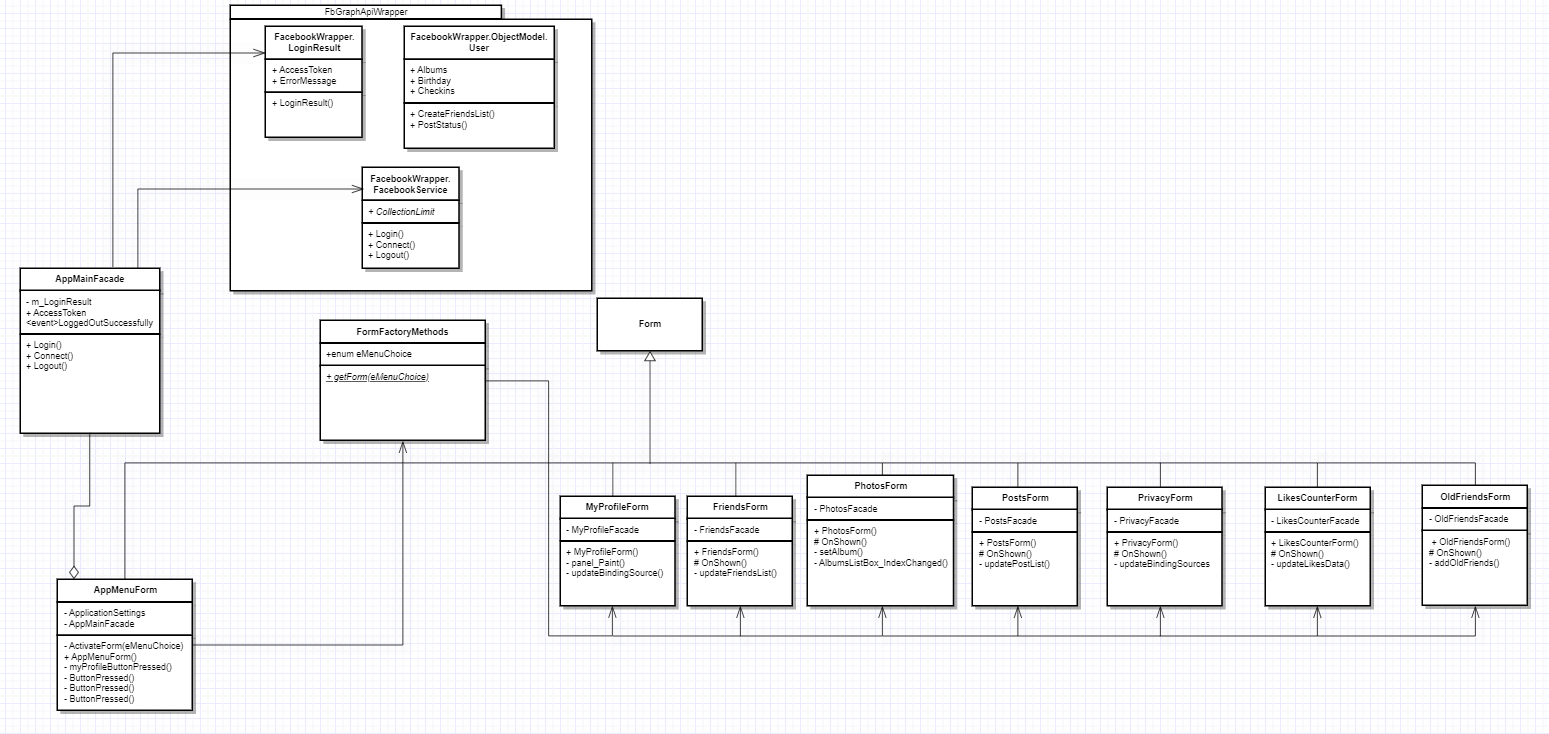 FbGraphApiWrapper
FacebookWrapper.
LoginResult
+ AccessToken
+ ErrorMessage
+ LoginResult()
FacebookWrapper.ObjectModel.
User
+ Albums
+ Birthday
+ Checkins
+ CreateFriendsList()
+ PostStatus()
FacebookWrapper.
FacebookService
+ CollectionLimit
+ Login()
+ Connect()
+ Logout()
AppMainFacade
- m_LoginResult
+ AccessToken
<event>LoggedOutSuccessfully
+ Login()
+ Connect()
+ Logout()
FormFactoryMethods
+enum eMenuChoice
+ getForm(eMenuChoice)
Form
MyProfileForm
- MyProfileFacade
+ MyProfileForm()
- panel_Paint()
- updateBindingSource()
FriendsForm
- FriendsFacade
+ FriendsForm()
# OnShown()
- updateFriendsList()
PhotosForm
- PhotosFacade
+ PhotosForm()
# OnShown()
- setAlbum()
- AlbumsListBox_IndexChanged()
PostsForm
- PostsFacade
+ PostsForm()
# OnShown()
- updatePostList()
PrivacyForm
- PrivacyFacade
+ PrivacyForm()
# OnShown()
- updateBindingSources
LikesCounterForm
- LikesCounterFacade
+ LikesCounterForm()
# OnShown()
- updateLikesData()
OldFriendsForm
- OldFriendsFacade
+ OldFriendsForm()
# OnShown()
- addOldFriends()
AppMenuForm
- ApplicationSettings
- AppMainFacade
- ActivateForm(eMenuChoice)
+ AppMenuForm()
- myProfileButtonPressed()
- ButtonPressed()
- ButtonPressed()
- ButtonPressed()